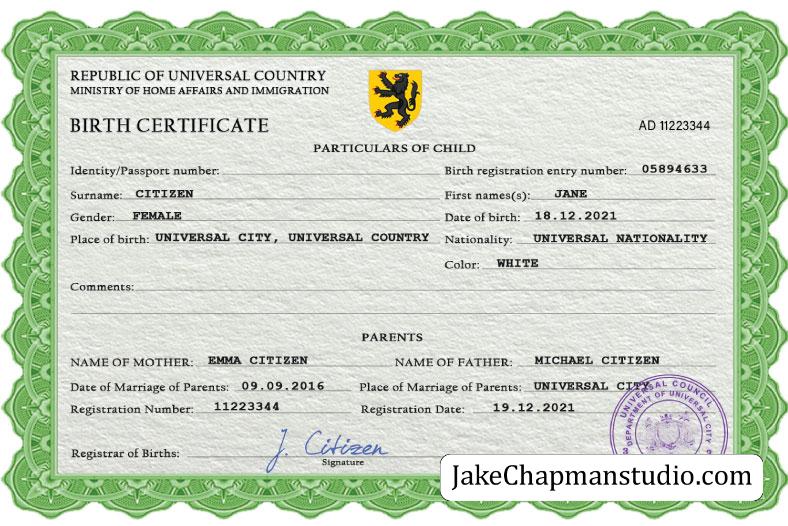 REPUBLIC OF UNIVERSAL COUNTRY
MINISTRY OF HOME AFFAIRS AND IMMIGRATION
BIRTH CERTIFICATE
AD 11223344
PARTICULARS OF CHILD
Identity/Passport number:
Birth registration entry number: 05894633
Surname: CITIZEN
First names(s): JANE
Gender: FEMALE
Date of birth: 18.12.2021
Place of birth: UNIVERSAL CITY, UNIVERSAL COUNTRY
Nationality: UNIVERSAL NATIONALITY
Color: WHITE
Comments:
PARENTS
NAME OF MOTHER: EMMA CITIZEN
NAME OF FATHER: MICHAEL CITIZEN
Date of Marriage of Parents: 09.09.2016
Place of Marriage of Parents: UNIVERSAL CITY
Registration Number: 11223344
Registration Date: 19.12.2021
Registrar of Births: J. Citizen
Signature
UNIVERSAL COUNCIL
DEPARTMENT OF UNIVERSAL CITY
3
JakeChapmanstudio.com